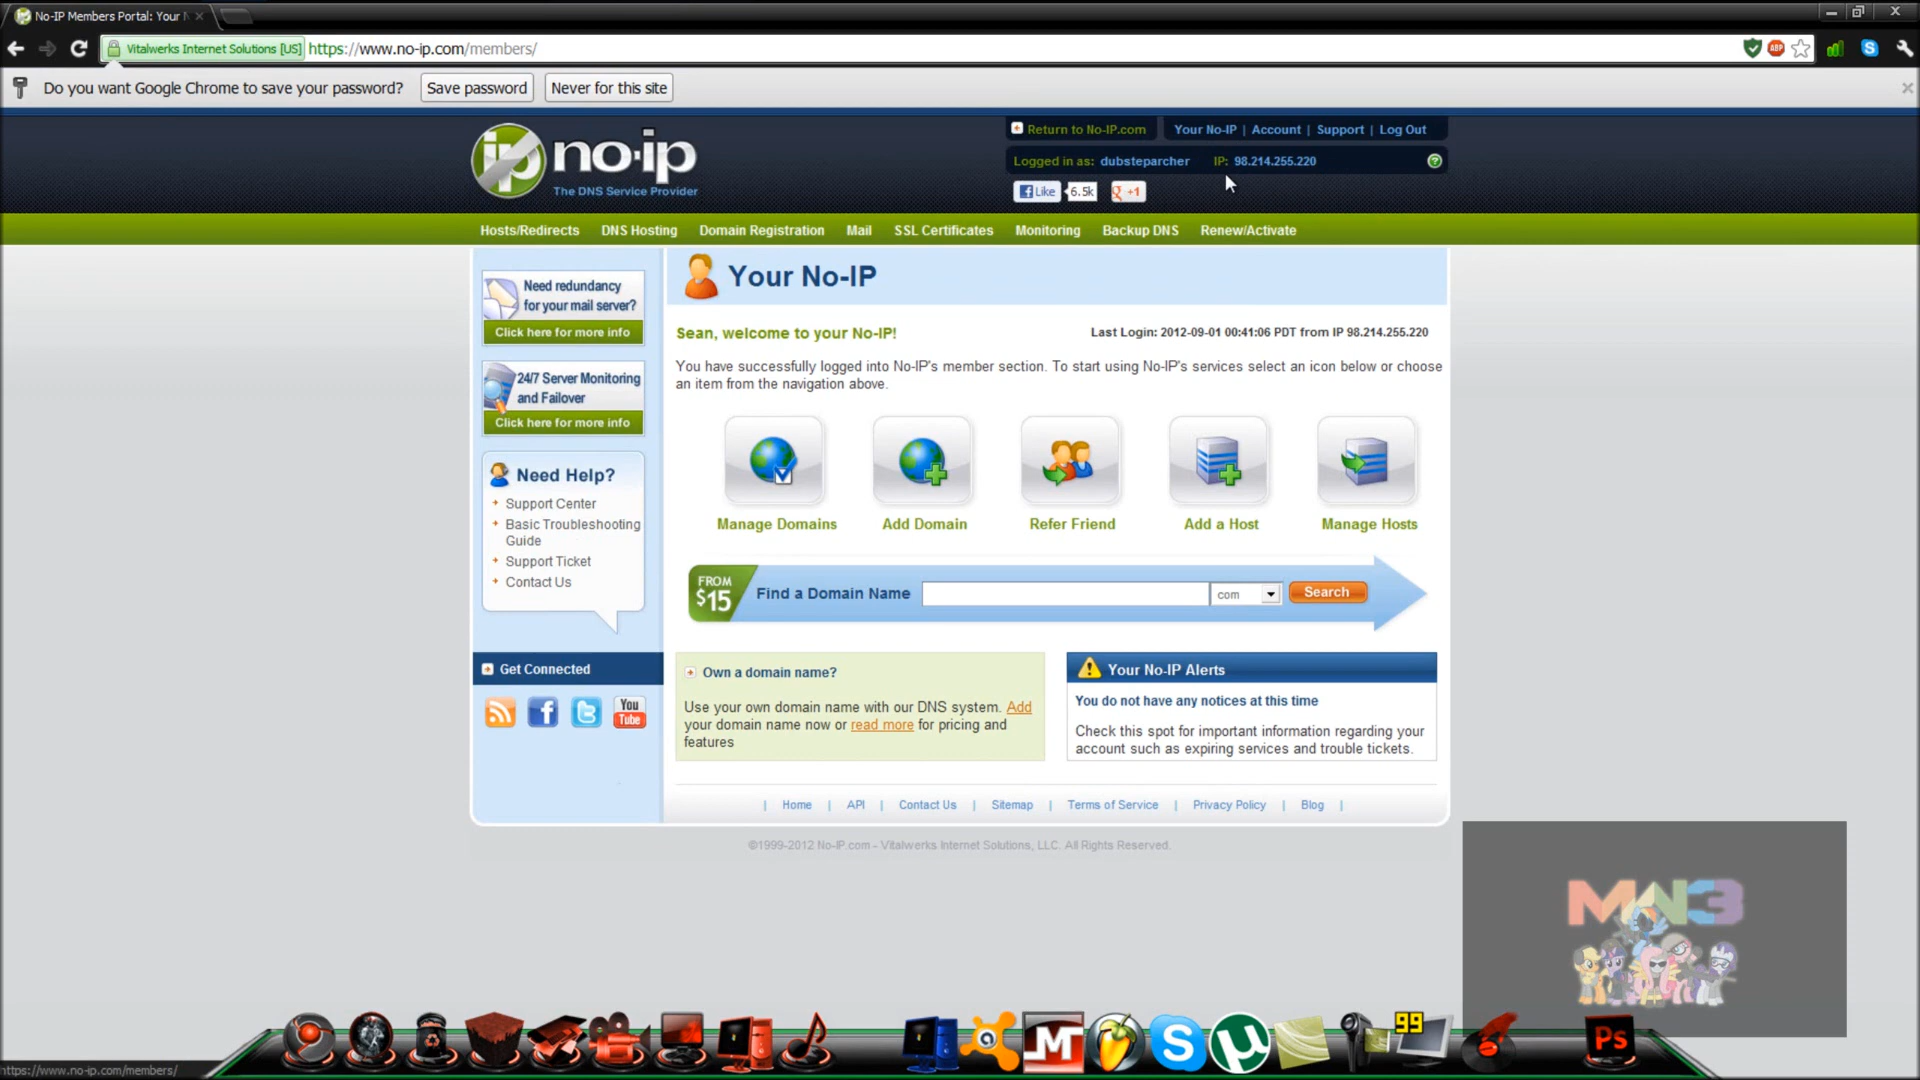 No-IP Members Portal: Your N
Vitalwerks Internet Solutions [US]
https://www.no-ip.com/members/
ABP
Do you want Google Chrome to save your password?
Save password
Never for this site
ip no·ip
The DNS Service Provider
Return to No-IP.com
Your No-IP | Account | Support | Log Out
Logged in as: dubsteparcher IP: 98.214.255.220
Like 6.5k +1
Hosts/Redirects DNS Hosting Domain Registration Mail SSL Certificates Monitoring Backup DNS Renew/Activate
Need redundancy
for your mail server?
Click here for more info
24/7 Server Monitoring
and Failover
Click here for more info
Need Help?
Support Center
Basic Troubleshooting
Guide
Support Ticket
Contact Us
Get Connected
You
Tube
Your No-IP
Sean, welcome to your No-IP!
Last Login: 2012-09-01 00:41:06 PDT from IP 98.214.255.220
You have successfully logged into No-IP's member section. To start using No-IP's services select an icon below or choose
an item from the navigation above.
Manage Domains Add Domain Refer Friend Add a Host Manage Hosts
FROM
$15
Find a Domain Name
com
Search
Own a domain name?
Use your own domain name with our DNS system. Add
your domain name now or read more for pricing and
features
Your No-IP Alerts
You do not have any notices at this time
Check this spot for important information regarding your
account such as expiring services and trouble tickets.
| Home | API | Contact Us | Sitemap | Terms of Service | Privacy Policy | Blog |
©1999-2012 No-IP.com - Vitalwerks Internet Solutions, LLC. All Rights Reserved.
MW3
99
Ps
https://www.no-ip.com/members/